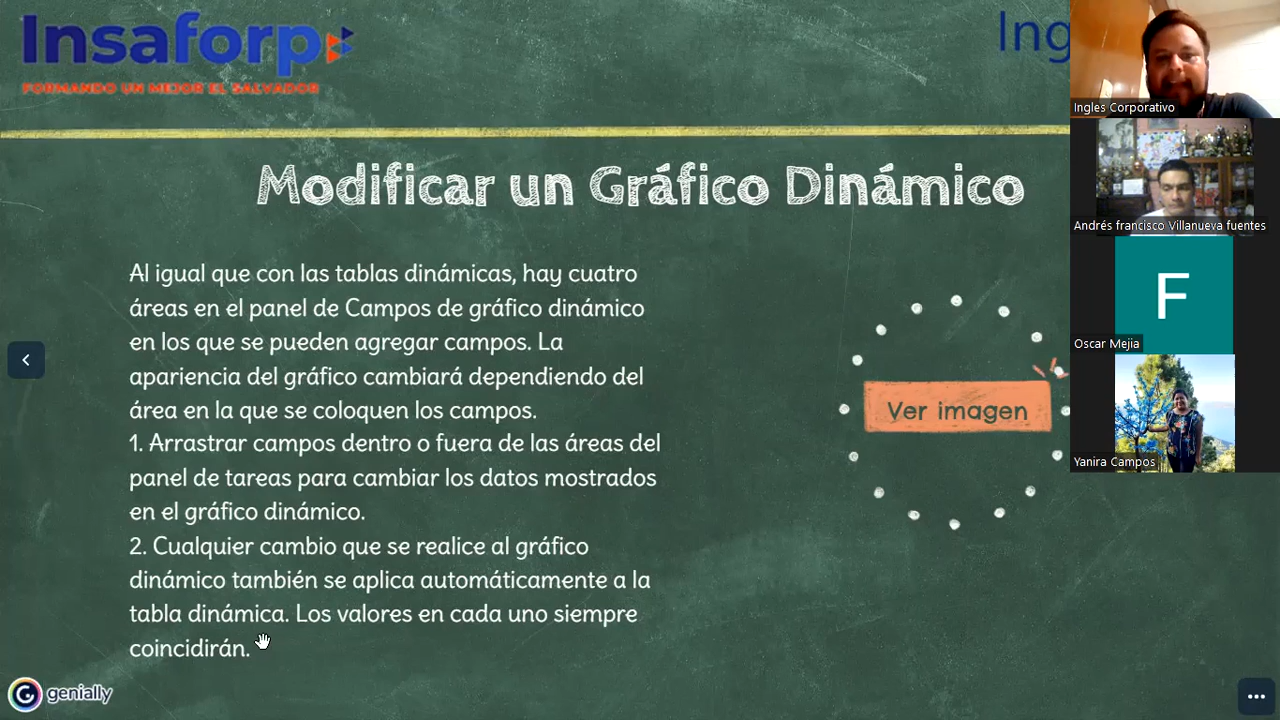 Insaforp
FORMANDO UN MEJOR EL SALVADOR
Ing
Modificar un Gráfico Dinámico
Al igual que con las tablas dinámicas, hay cuatro
áreas en el panel de Campos de gráfico dinámico
en los que se pueden agregar campos. La
apariencia del gráfico cambiará dependiendo del
área en la que se coloquen los campos.
1. Arrastrar campos dentro o fuera de las áreas del
panel de tareas para cambiar los datos mostrados
en el gráfico dinámico.
2. Cualquier cambio que se realice al gráfico
dinámico también se aplica automáticamente a la
tabla dinámica. Los valores en cada uno siempre
coincidirán.
Ver imagen
genially
Ingles Corporativo
Andrés francisco Villanueva fuentes
F
Oscar Mejia
Yanira Campos